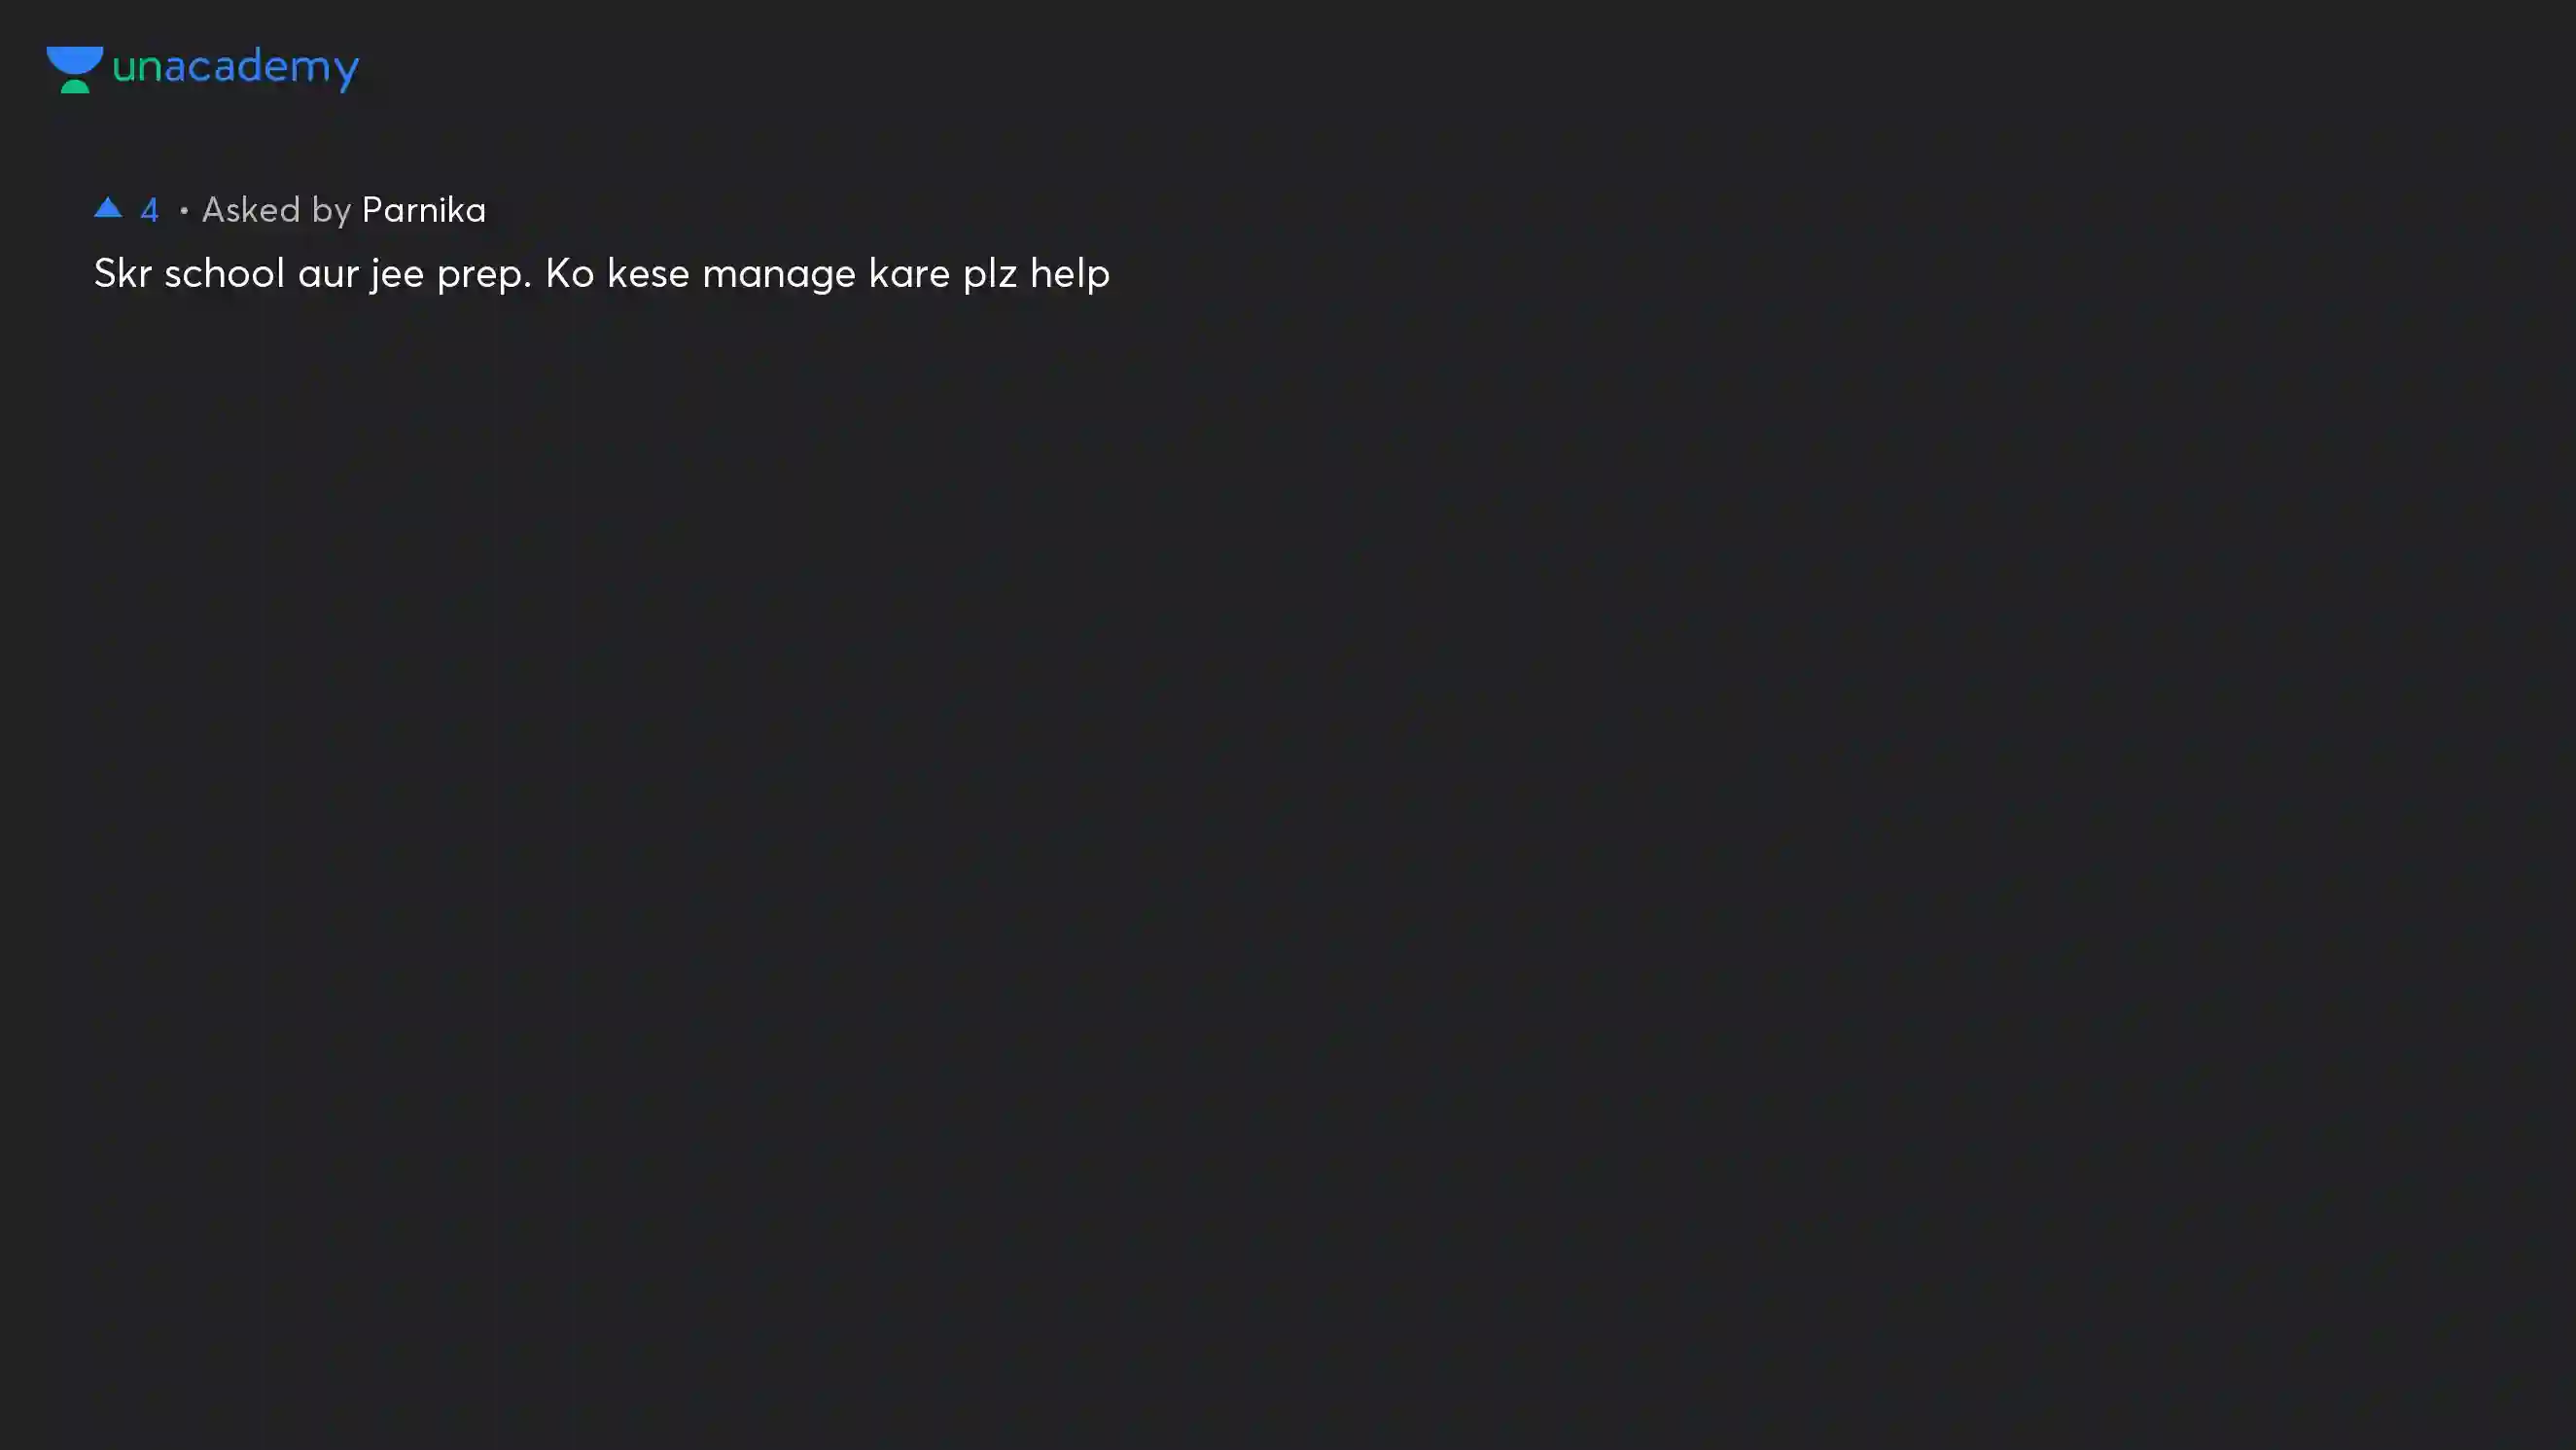 unacademy
▲ 4 • Asked by Parnika
Skr school aur jee prep. Ko kese manage kare plz help